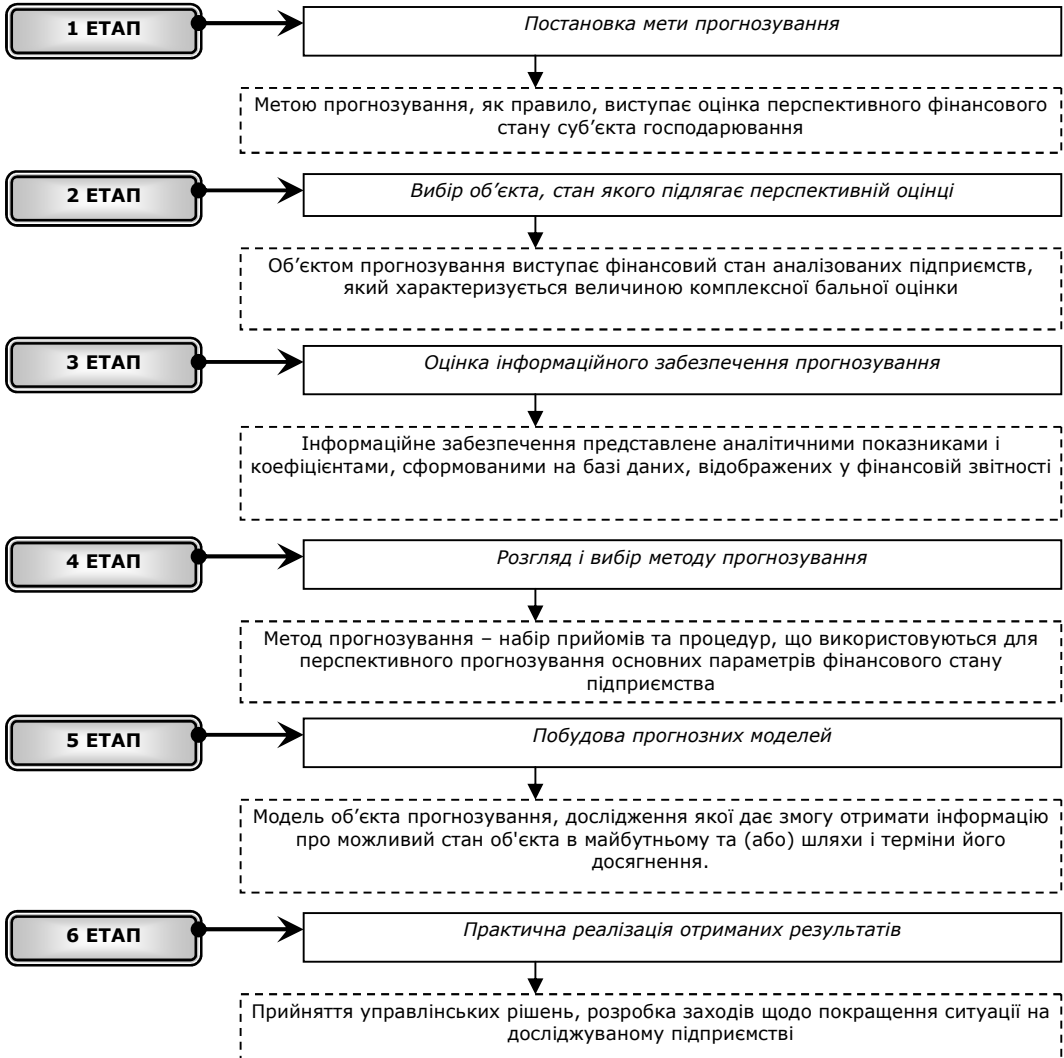 1 ЕТАП
Постановка мети прогнозування
Метою прогнозування, як правило, виступає оцінка перспективного фінансового
стану суб’єкта господарювання
2 ЕТАП
Вибір об’єкта, стан якого підлягає перспективній оцінці
Об’єктом прогнозування виступає фінансовий стан аналізованих підприємств,
який характеризується величиною комплексної бальної оцінки
3 ЕТАП
Оцінка інформаційного забезпечення прогнозування
Інформаційне забезпечення представлене аналітичними показниками і
коефіцієнтами, сформованими на базі даних, відображених у фінансовій звітності
4 ЕТАП
Розгляд і вибір методу прогнозування
Метод прогнозування – набір прийомів та процедур, що використовуються для
перспективного прогнозування основних параметрів фінансового стану
підприємства
5 ЕТАП
Побудова прогнозних моделей
Модель об’єкта прогнозування, дослідження якої дає змогу отримати інформацію
про можливий стан об'єкта в майбутньому та (або) шляхи і терміни його
досягнення.
6 ЕТАП
Практична реалізація отриманих результатів
Прийняття управлінських рішень, розробка заходів щодо покращення ситуації на
досліджуваному підприємстві